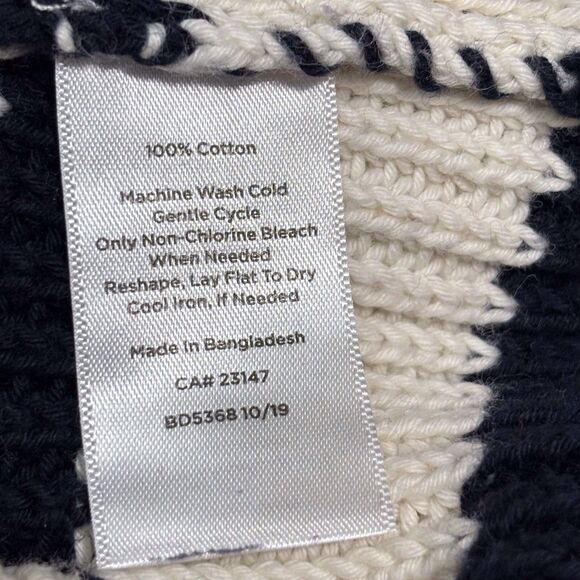 100% Cotton
Machine Wash Cold
Gentle Cycle
Only Non-Chlorine Bleach
When Needed
Reshape, Lay Flat To Dry
Cool Iron, If Needed
Made in Bangladesh
CA# 23147
BD5368 10/19